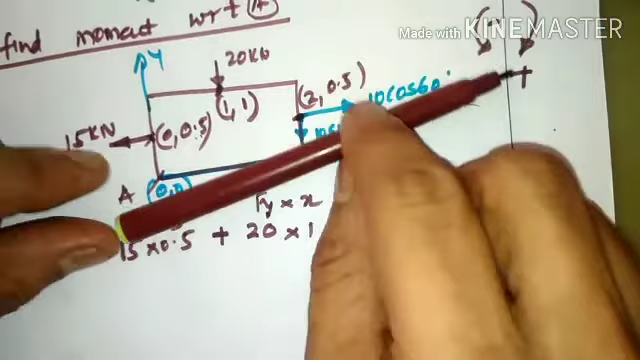 find moment wrt A
Made with KINEMASTER
Y
20KN
(2, 0.5)
10cos60°
(1, 1)
15KN
(0, 0.5)
+
A
(0,0)
Fy × x
15 × 0.5 + 20 × 1